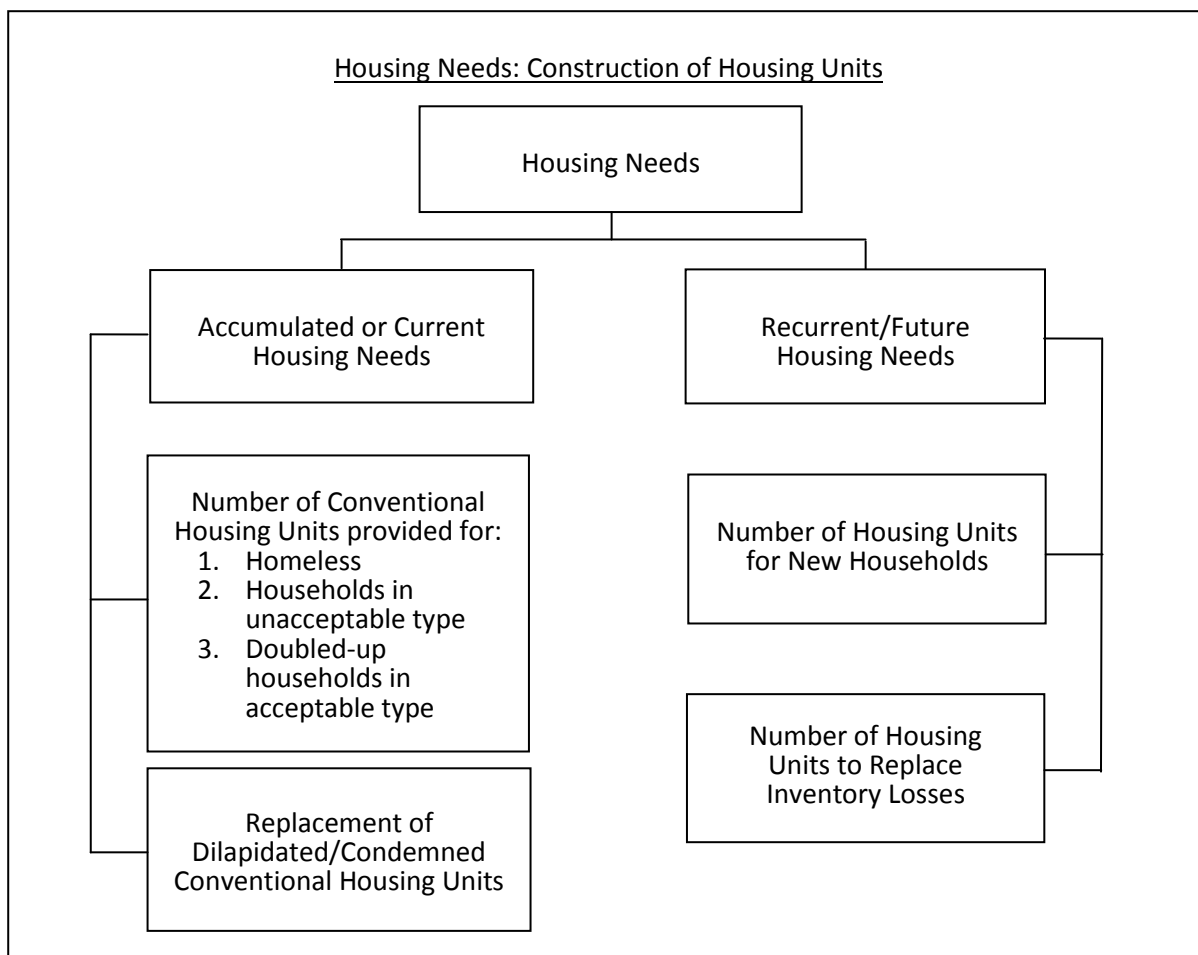 Housing Needs: Construction of Housing Units
Housing Needs
Accumulated or Current
Housing Needs
Recurrent/Future
Housing Needs
Number of Conventional
Housing Units provided for:
1. Homeless
2. Households in
unacceptable type
3. Doubled-up
households in
acceptable type
Number of Housing Units
for New Households
Number of Housing
Units to Replace
Inventory Losses
Replacement of
Dilapidated/Condemned
Conventional Housing Units